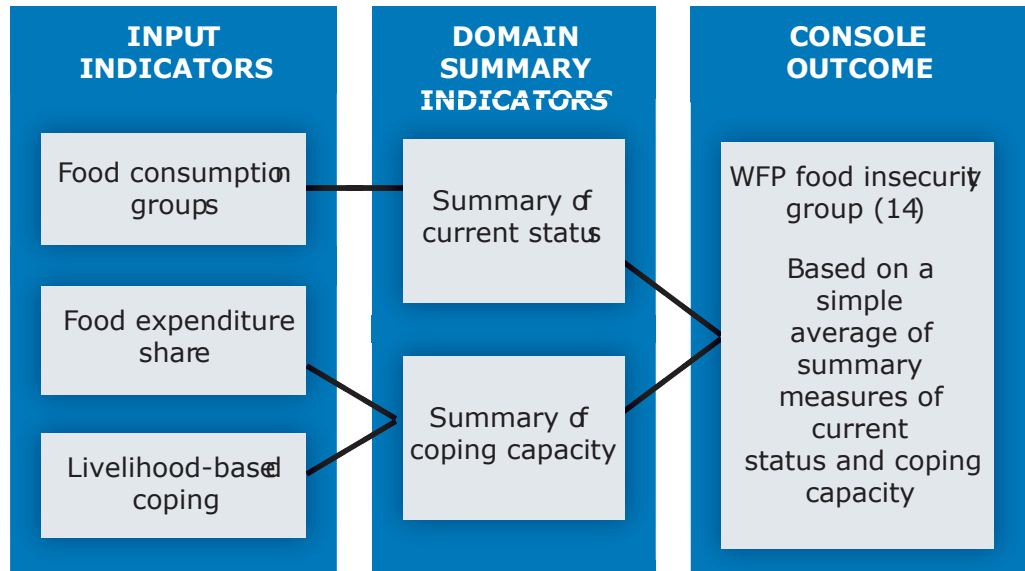 INPUT
INDICATORS
Food consumption
groups
Food expenditure
share
Livelihood-based
coping
DOMAIN
SUMMARY
INDICATORS
Summary of
current status
Summary of
coping capacity
CONSOLE
OUTCOME
WFP food insecurity
group (14)
Based on a
simple
average of
summary
measures of
current
status and coping
capacity